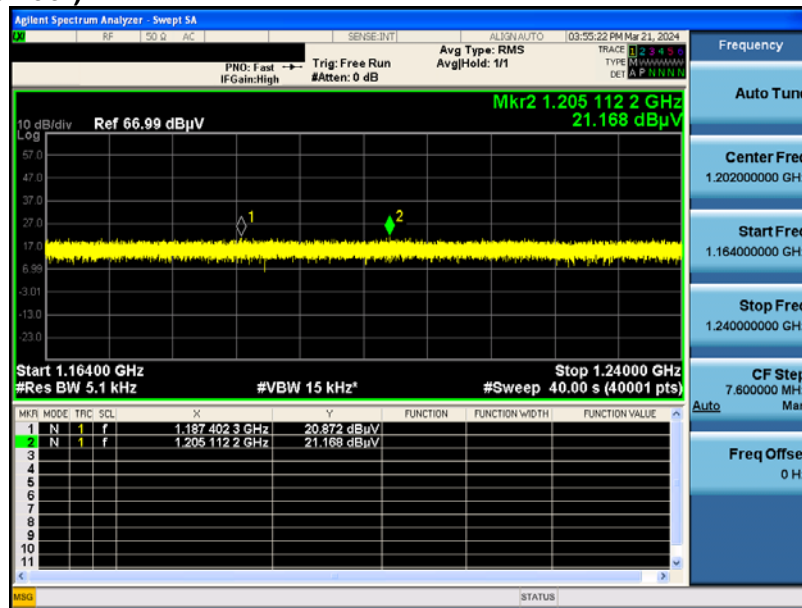 Agilent Spectrum Analyzer - Swept SA
RF 50 Ω AC SENSE:INT ALIGN AUTO 03:55:22 PM Mar 21, 2024
PNO: Fast Trig: Free Run Avg Type: RMS TRACE 1 2 3 4 5 6
IFGain:High #Atten: 0 dB Avg|Hold: 1/1 TYPE M
DET A P N N N N
Mkr2 1.205 112 2 GHz
21.168 dBµV
10 dB/div Ref 66.99 dBµV
Log
57.0
47.0
37.0
27.0
17.0
6.99
-3.01
-13.0
-23.0
1
2
Start 1.16400 GHz Stop 1.24000 GHz
#Res BW 5.1 kHz #VBW 15 kHz* #Sweep 40.00 s (40001 pts)
MKR MODE TRC SCL X Y FUNCTION FUNCTION WIDTH FUNCTION VALUE
1 N 1 f 1.187 402 3 GHz 20.872 dBµV
2 N 1 f 1.205 112 2 GHz 21.168 dBµV
3
4
5
6
7
8
9
10
11
MSG STATUS
Frequency
Auto Tun
Center Fre
1.202000000 GH
Start Fre
1.164000000 GH
Stop Fre
1.240000000 GH
CF Ste
7.600000 MH
Auto Ma
Freq Offse
0 H